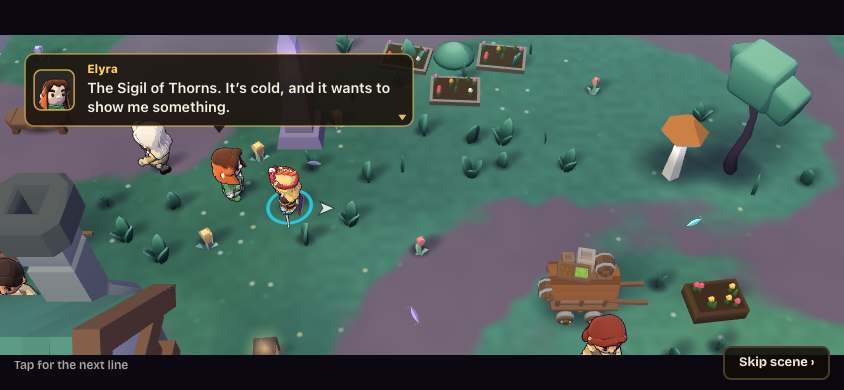 Elyra
The Sigil of Thorns. It’s cold, and it wants to
show me something.
Tap for the next line
Skip scene ›